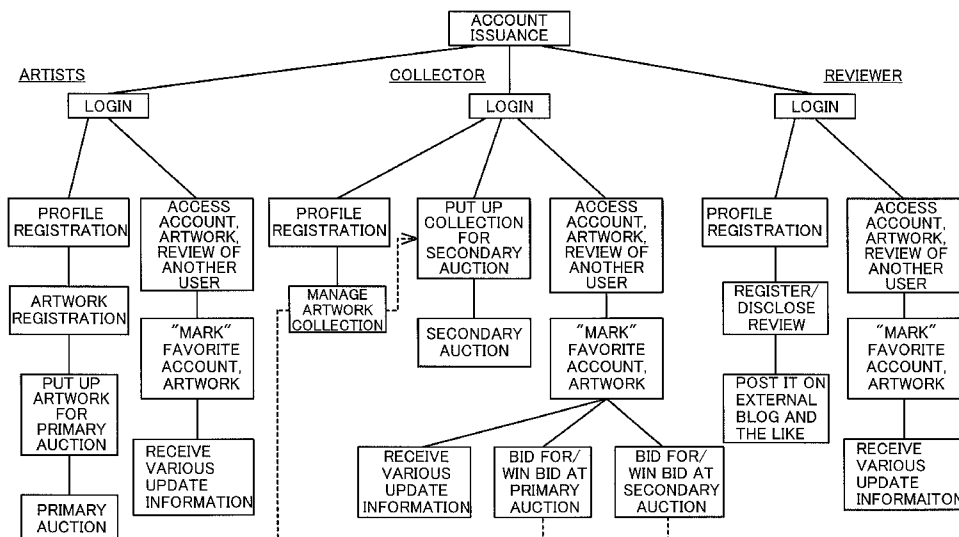 ACCOUNT
ISSUANCE
ARTISTS
LOGIN
PROFILE
REGISTRATION
ARTWORK
REGISTRATION
PUT UP
ARTWORK
FOR
PRIMARY
AUCTION
PRIMARY
AUCTION
ACCESS
ACCOUNT,
ARTWORK,
REVIEW OF
ANOTHER
USER
"MARK"
FAVORITE
ACCOUNT,
ARTWORK
RECEIVE
VARIOUS
UPDATE
INFORMATION
COLLECTOR
LOGIN
PROFILE
REGISTRATION
MANAGE
ARTWORK
COLLECTION
PUT UP
COLLECTION
FOR
SECONDARY
AUCTION
SECONDARY
AUCTION
ACCESS
ACCOUNT,
ARTWORK,
REVIEW OF
ANOTHER
USER
"MARK"
FAVORITE
ACCOUNT,
ARTWORK
RECEIVE
VARIOUS
UPDATE
INFORMATION
BID FOR/
WIN BID AT
PRIMARY
AUCTION
BID FOR/
WIN BID AT
SECONDARY
AUCTION
REVIEWER
LOGIN
PROFILE
REGISTRATION
REGISTER/
DISCLOSE
REVIEW
POST IT ON
EXTERNAL
BLOG AND
THE LIKE
ACCESS
ACCOUNT,
ARTWORK,
REVIEW OF
ANOTHER
USER
"MARK"
FAVORITE
ACCOUNT,
ARTWORK
RECEIVE
VARIOUS
UPDATE
INFORMAITON